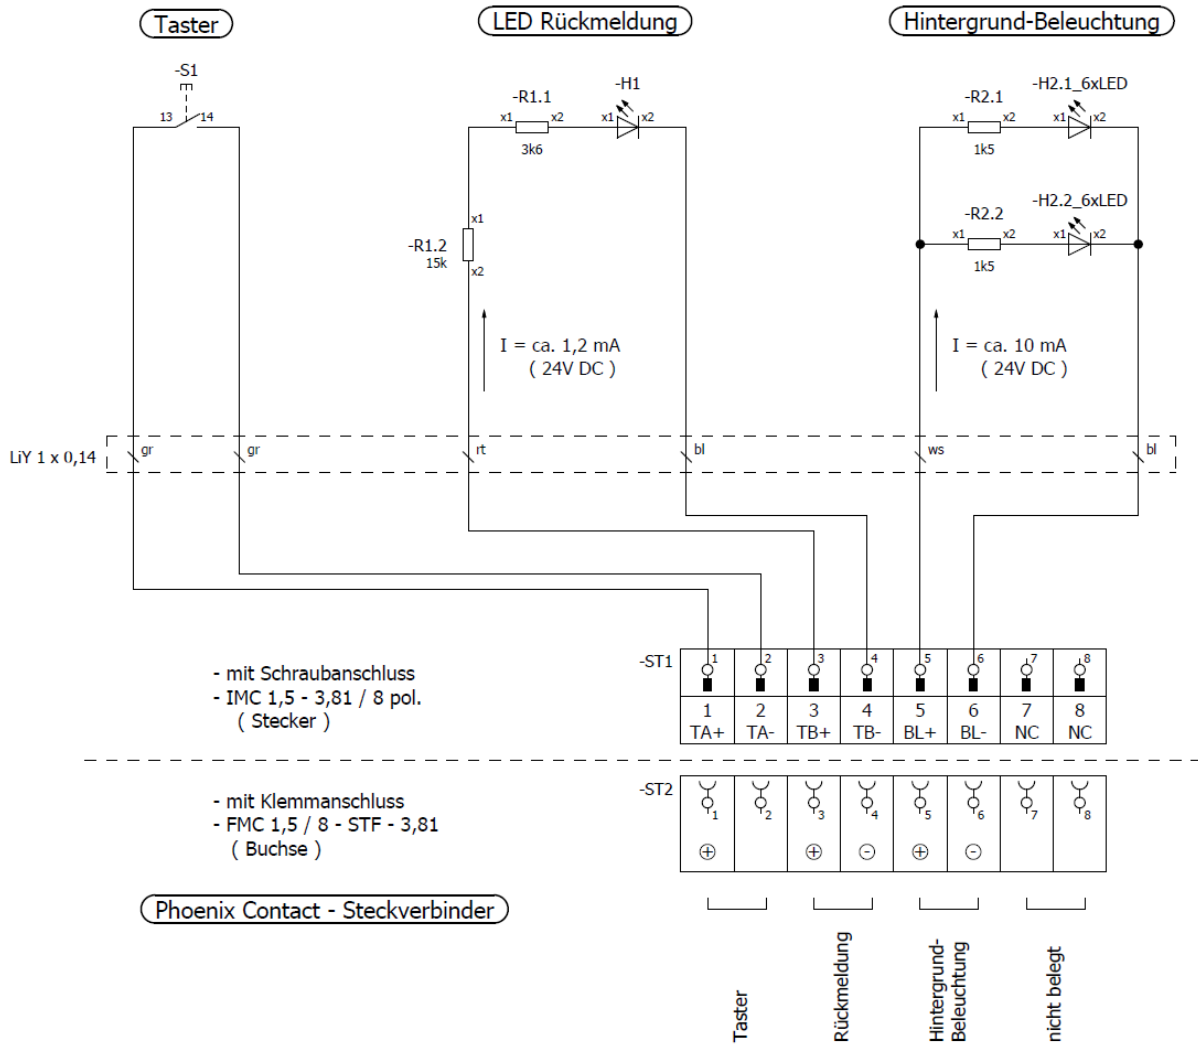 Taster
LED Rückmeldung
Hintergrund-Beleuchtung
-S1
13
14
-R1.1
-H1
x1
x2
x1
x2
3k6
-R1.2
15k
x1
x2
I = ca. 1,2 mA
( 24V DC )
-R2.1
-H2.1_6xLED
x1
x2
x1
x2
1k5
-R2.2
-H2.2_6xLED
x1
x2
x1
x2
1k5
I = ca. 10 mA
( 24V DC )
LiY 1 x 0,14
gr
gr
rt
bl
ws
bl
- mit Schraubanschluss
- IMC 1,5 - 3,81 / 8 pol.
( Stecker )
-ST1
1 2 3 4 5 6 7 8
1 2 3 4 5 6 7 8
TA+ TA- TB+ TB- BL+ BL- NC NC
- mit Klemmanschluss
- FMC 1,5 / 8 - STF - 3,81
( Buchse )
-ST2
1 2 3 4 5 6 7 8
+ + - + -
Phoenix Contact - Steckverbinder
Taster
Rückmeldung
Hintergrund-
Beleuchtung
nicht belegt